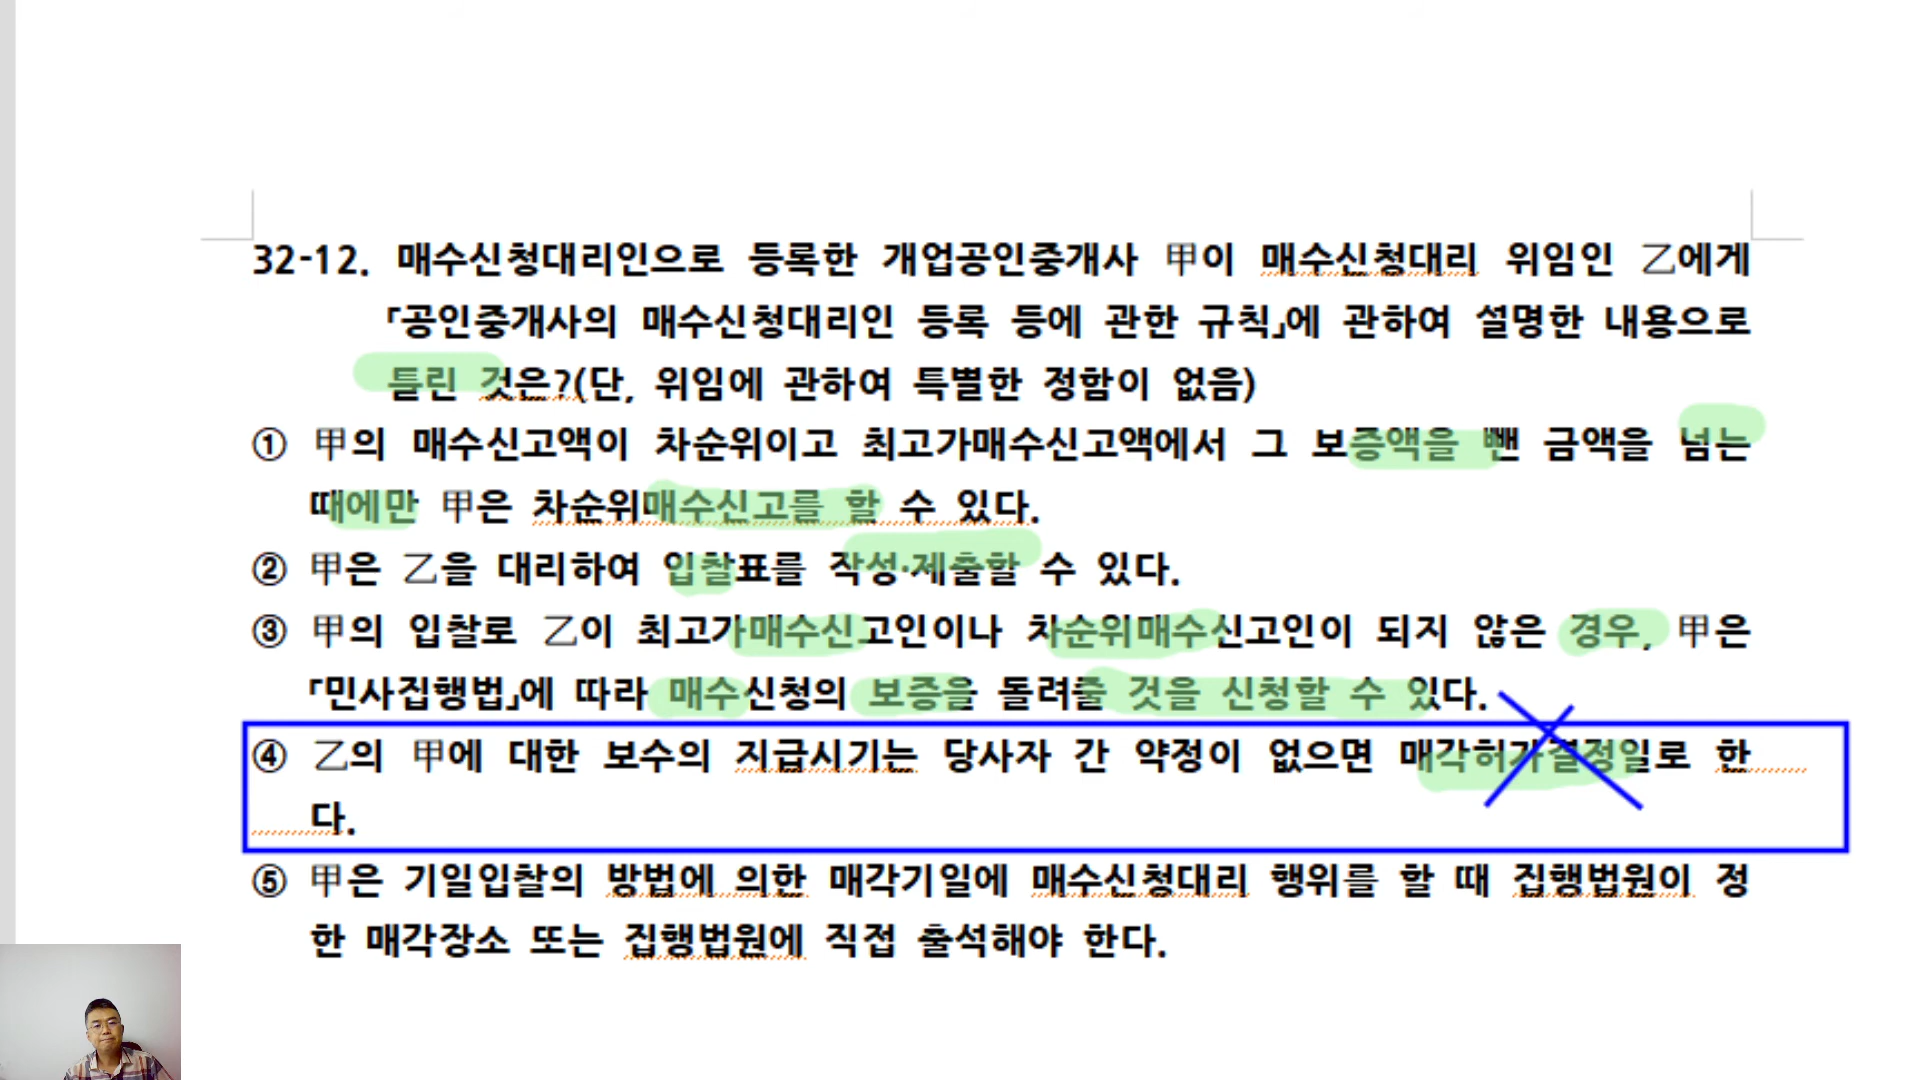 32-12. 매수신청대리인으로 등록한 개업공인중개사 甲이 매수신청대리 위임인 乙에게
「공인중개사의 매수신청대리인 등록 등에 관한 규칙」에 관하여 설명한 내용으로
틀린 것은?(단, 위임에 관하여 특별한 정함이 없음)
① 甲의 매수신고액이 차순위이고 최고가매수신고액에서 그 보증액을 뺀 금액을 넘는
때에만 甲은 차순위매수신고를 할 수 있다.
② 甲은 乙을 대리하여 입찰표를 작성·제출할 수 있다.
③ 甲의 입찰로 乙이 최고가매수신고인이나 차순위매수신고인이 되지 않은 경우, 甲은
「민사집행법」에 따라 매수신청의 보증을 돌려줄 것을 신청할 수 있다.
④ 乙의 甲에 대한 보수의 지급시기는 당사자 간 약정이 없으면 매각허가결정일로 한
다.
⑤ 甲은 기일입찰의 방법에 의한 매각기일에 매수신청대리 행위를 할 때 집행법원이 정
한 매각장소 또는 집행법원에 직접 출석해야 한다.